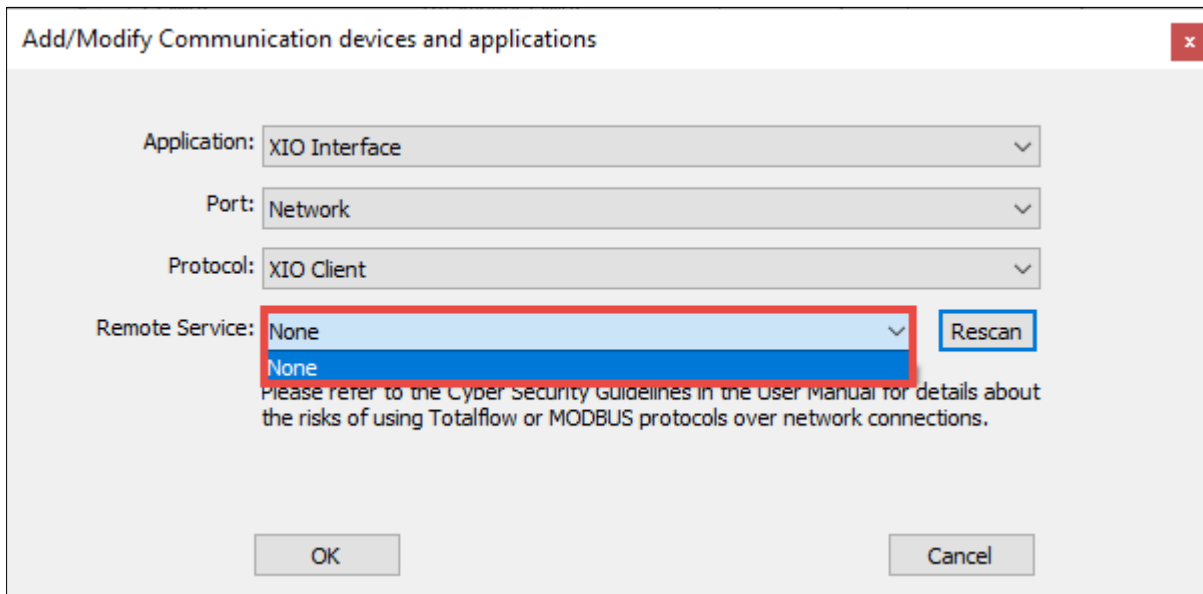 Add/Modify Communication devices and applications
x
Application: XIO Interface
Port: Network
Protocol: XIO Client
Remote Service: None Rescan
None
Please refer to the Cyber Security Guidelines in the User Manual for details about
the risks of using Totalflow or MODBUS protocols over network connections.
OK Cancel